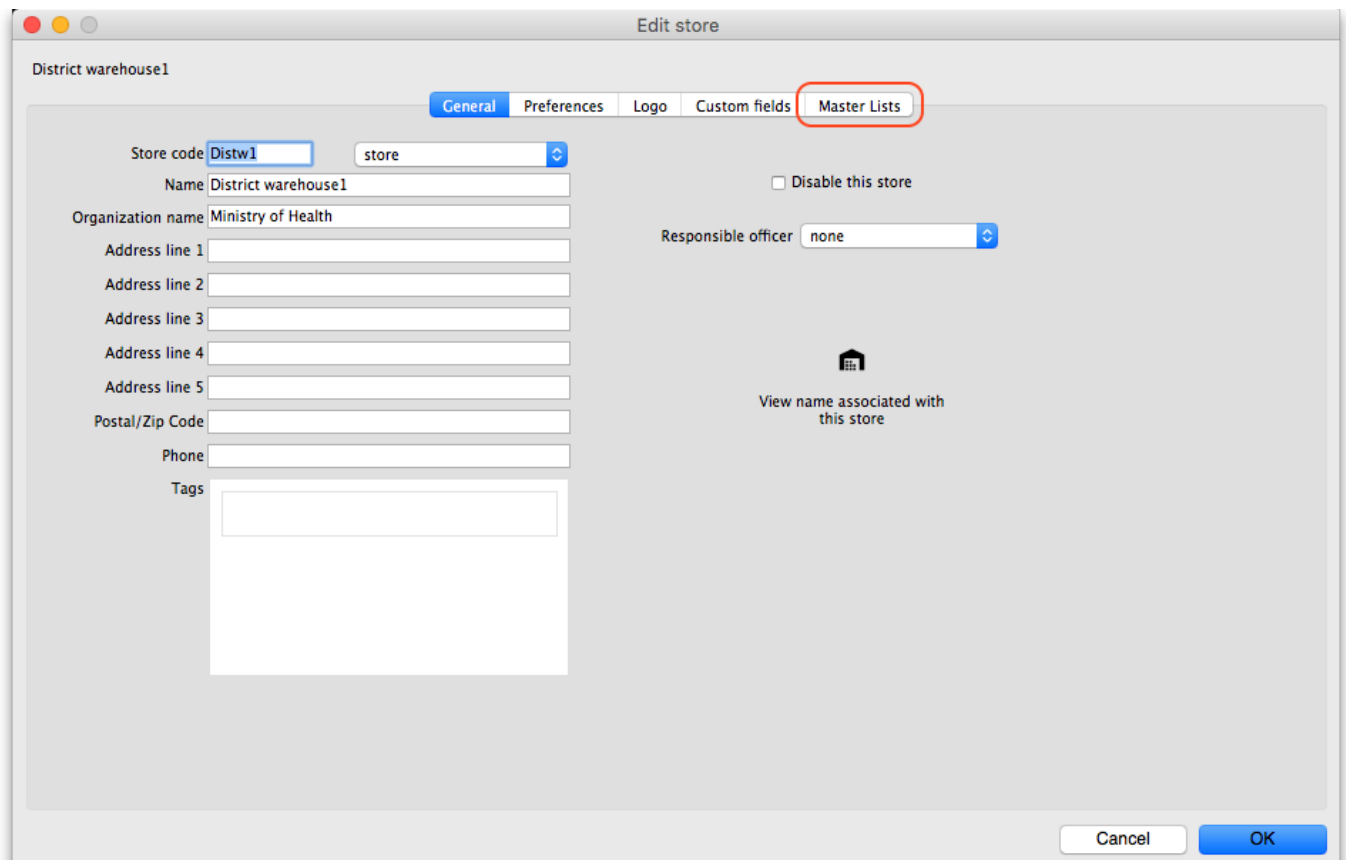 Edit store
District warehouse1
General Preferences Logo Custom fields Master Lists
Store code Distw1 store
Name District warehouse1
Disable this store
Organization name Ministry of Health
Responsible officer none
Address line 1
Address line 2
Address line 3
Address line 4
Address line 5
View name associated with
this store
Postal/Zip Code
Phone
Tags
Cancel OK